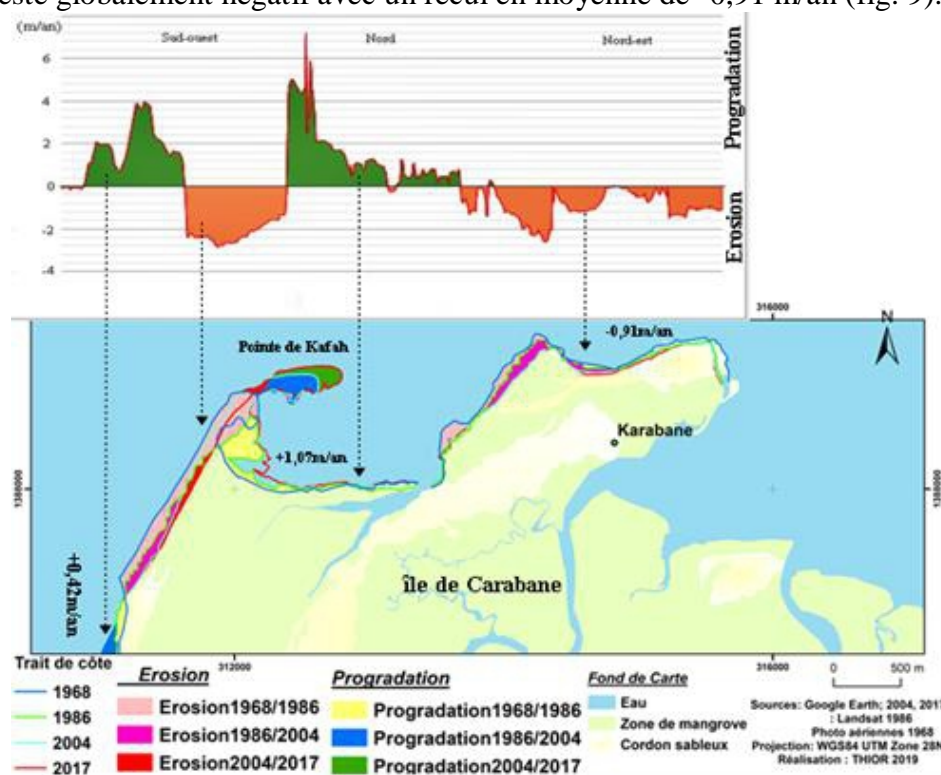 este globalement négatif avec un recul en moyenne de -0,91 m/an (fig. 9).
(m/an)
Sud-ouest Nord Nord-est
6
4
2
0
-2
-4
Progradation
Erosion
316000
N
-0,91m/an
Pointe de Kafah
Karabane
+1,07m/an
1388000 1388000
+0,42m/an
île de Carabane
312000 316000
0 500 m
Trait de côte
1968
1986
2004
2017
Erosion
Erosion1968/1986
Erosion1986/2004
Erosion2004/2017
Progradation
Progradation1968/1986
Progradation1986/2004
Progradation2004/2017
Fond de Carte
Eau
Zone de mangrove
Cordon sableux
Sources: Google Earth; 2004, 2017
: Landsat 1986
Photo aériennes 1968
Projection: WGS84 UTM Zone 28N
Réalisation : THIOR 2019